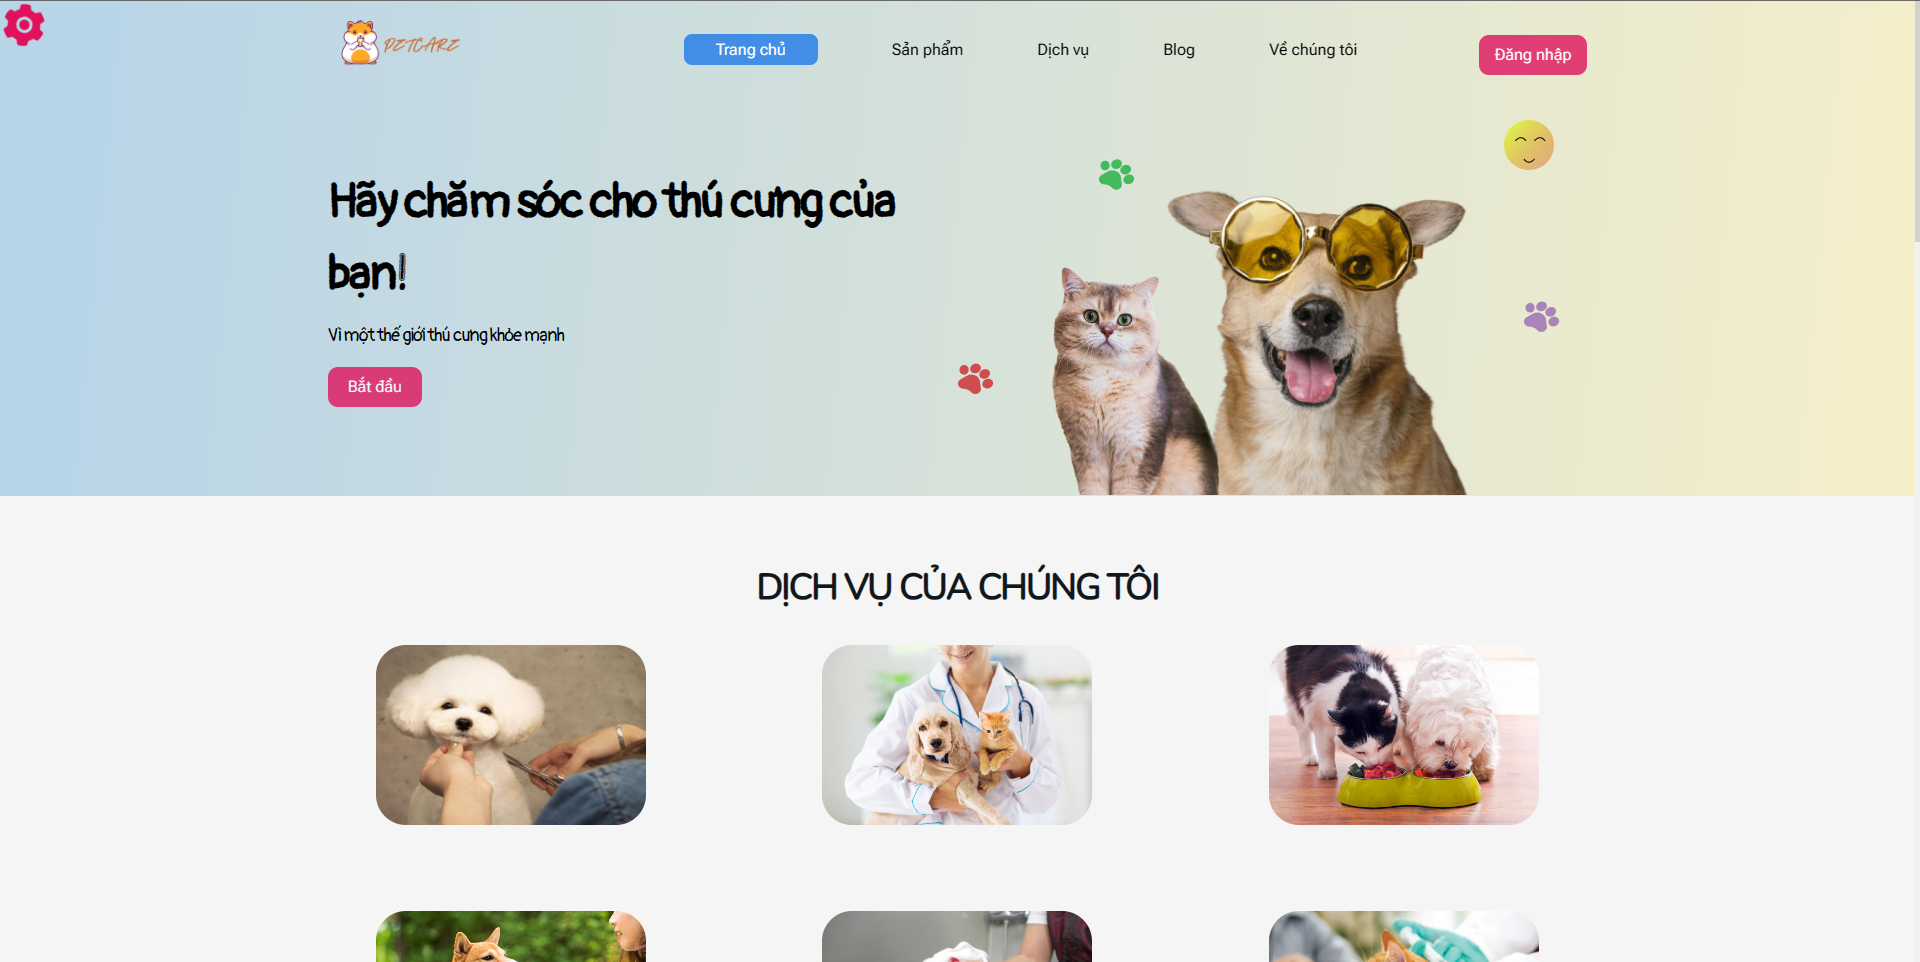 PETCARE
Trang chủ
Sản phẩm
Dịch vụ
Blog
Về chúng tôi
Đăng nhập
Hãy chăm sóc cho thú cưng của
bạn!
Vì một thế giới thú cưng khỏe mạnh
Bắt đầu
DỊCH VỤ CỦA CHÚNG TÔI